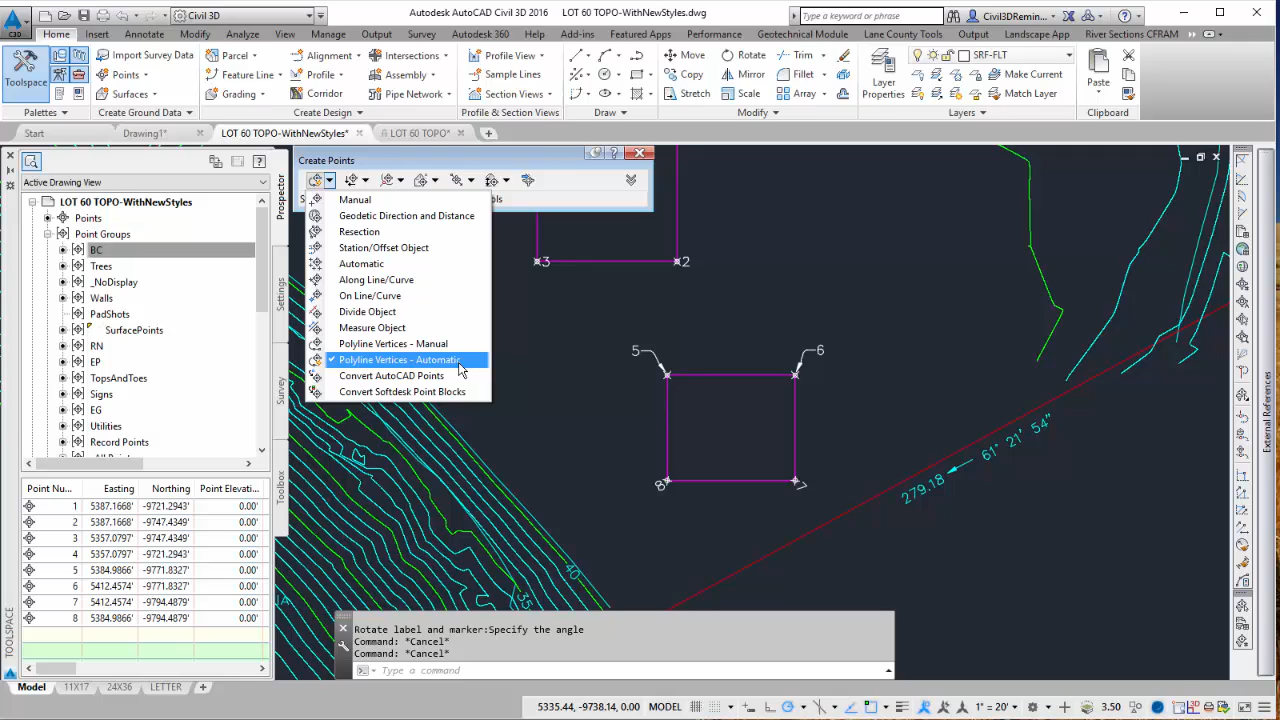 C3D
Civil 3D
Autodesk AutoCAD Civil 3D 2016 LOT 60 TOPO-WithNewStyles.dwg
Type a keyword or phrase
Civil3DRemin...
Home Insert Annotate Modify Analyze View Manage Output Survey Autodesk 360 Help Add-ins Featured Apps Performance Geotechnical Module Lane County Tools Output Landscape App River Sections CFRAM
Toolspace
Import Survey Data
Points
Surfaces
Parcel
Feature Line
Grading
Alignment
Profile
Corridor
Intersections
Assembly
Pipe Network
Profile View
Sample Lines
Section Views
Move
Copy
Stretch
Rotate
Mirror
Scale
Trim
Fillet
Array
Layer
Properties
SRF-FLT
Make Current
Match Layer
Paste
Palettes Create Ground Data Create Design Profile & Section Views Draw Modify Layers Clipboard
Start Drawing1* LOT 60 TOPO-WithNewStyles* LOT 60 TOPO*
Active Drawing View
LOT 60 TOPO-WithNewStyles
Points
Point Groups
BC
Trees
_NoDisplay
Walls
PadShots
SurfacePoints
RN
EP
TopsAndToes
Signs
EG
Utilities
Record Points
Point Nu... Easting Northing Point Elevati
1 5387.1668' -9721.2943' 0.00'
2 5387.1668' -9747.4349' 0.00'
3 5357.0797' -9747.4349' 0.00'
4 5357.0797' -9721.2943' 0.00'
5 5384.9866' -9771.8327' 0.00'
6 5412.4574' -9771.8327' 0.00'
7 5412.4574' -9794.4879' 0.00'
8 5384.9866' -9794.4879' 0.00'
Prospector
Settings
Survey
Toolbox
TOOLSPACE
Create Points
Manual
Geodetic Direction and Distance
Resection
Station/Offset Object
Automatic
Along Line/Curve
On Line/Curve
Divide Object
Measure Object
Polyline Vertices - Manual
Polyline Vertices - Automatic
Convert AutoCAD Points
Convert Softdesk Point Blocks
3 2
5 6
8 7
279.18 61° 21' 54"
40
35
External References
Rotate label and marker:Specify the angle
Command: *Cancel*
Command: *Cancel*
Type a command
Model 11X17 24X36 LETTER
5335.44, -9738.14, 0.00 MODEL 1" = 20' 3.50